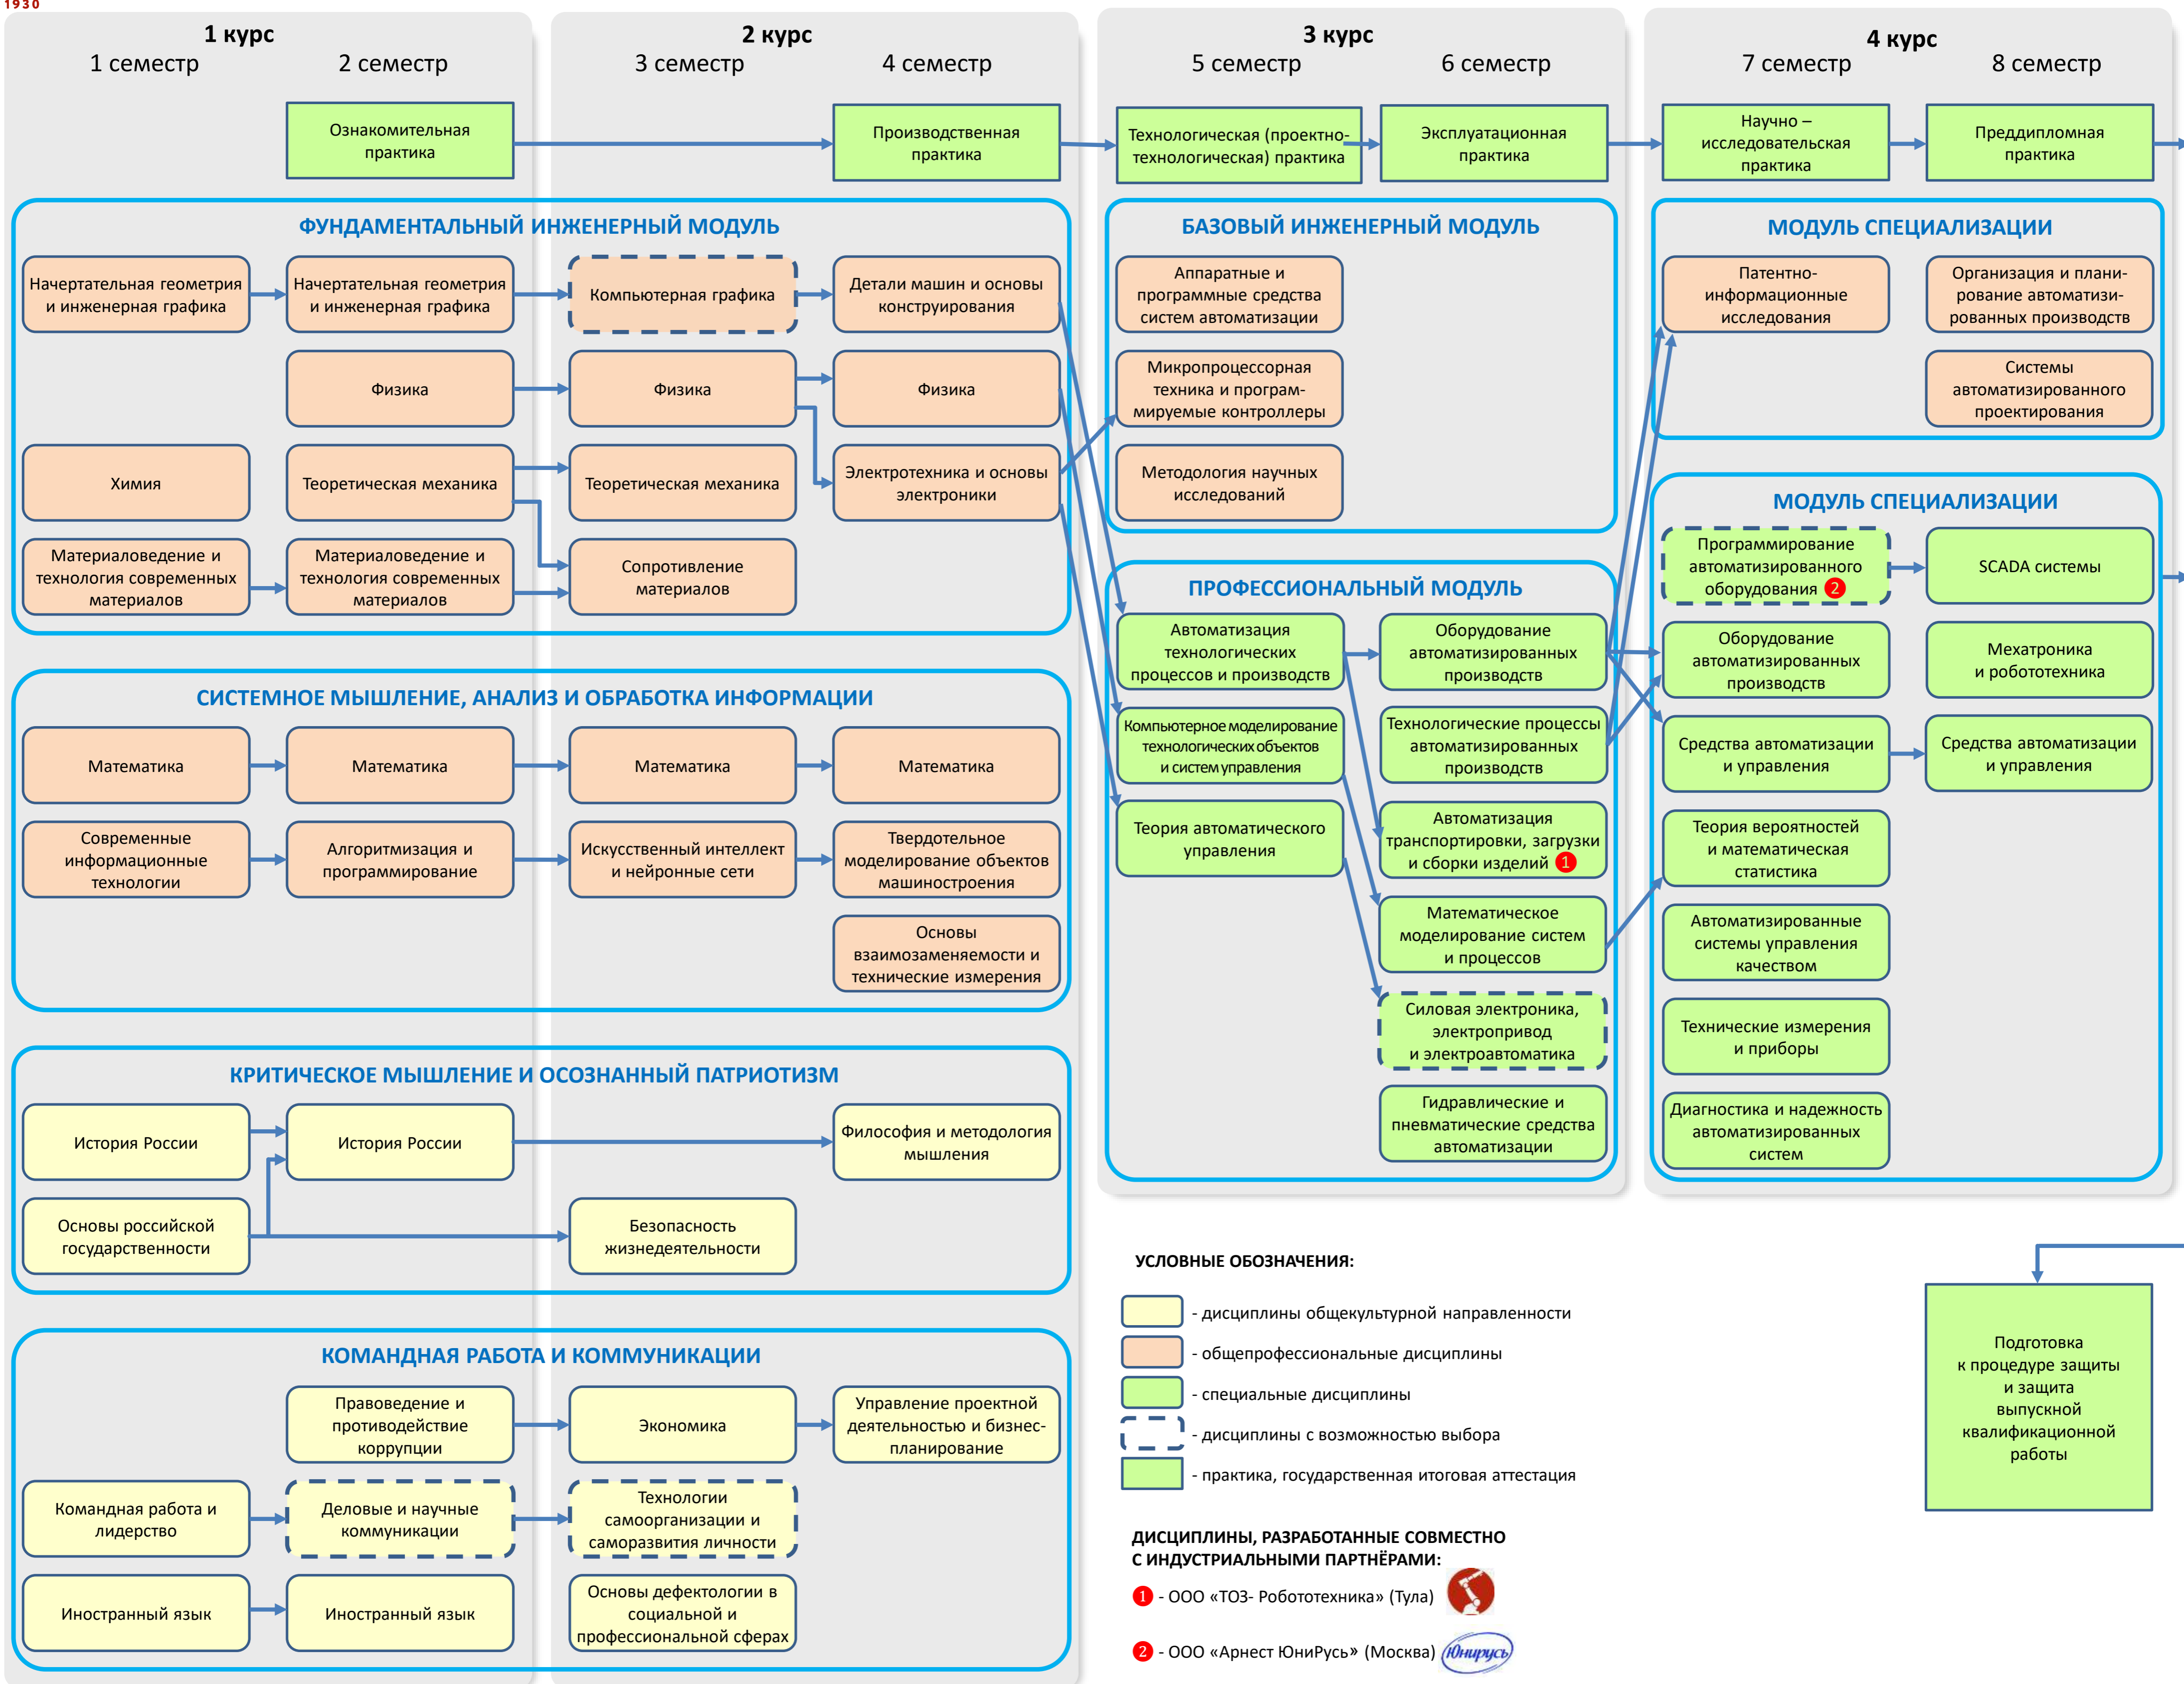 1930
1 курс
1 семестр
2 семестр
2 курс
3 семестр
4 семестр
3 курс
5 семестр
6 семестр
4 курс
7 семестр
8 семестр
Ознакомительная
практика
Производственная
практика
Технологическая (проектно-
технологическая) практика
Эксплуатационная
практика
Научно –
исследовательская
практика
Преддипломная
практика
ФУНДАМЕНТАЛЬНЫЙ ИНЖЕНЕРНЫЙ МОДУЛЬ
Начертательная геометрия
и инженерная графика
Начертательная геометрия
и инженерная графика
Компьютерная графика
Детали машин и основы
конструирования
Физика
Физика
Физика
Химия
Теоретическая механика
Теоретическая механика
Электротехника и основы
электроники
Материаловедение и
технология современных
материалов
Материаловедение и
технология современных
материалов
Сопротивление
материалов
СИСТЕМНОЕ МЫШЛЕНИЕ, АНАЛИЗ И ОБРАБОТКА ИНФОРМАЦИИ
Математика
Математика
Математика
Математика
Современные
информационные
технологии
Алгоритмизация и
программирование
Искусственный интеллект
и нейронные сети
Твердотельное
моделирование объектов
машиностроения
Основы
взаимозаменяемости и
технические измерения
КРИТИЧЕСКОЕ МЫШЛЕНИЕ И ОСОЗНАННЫЙ ПАТРИОТИЗМ
История России
История России
Философия и методология
мышления
Основы российской
государственности
Безопасность
жизнедеятельности
КОМАНДНАЯ РАБОТА И КОММУНИКАЦИИ
Правоведение и
противодействие
коррупции
Экономика
Управление проектной
деятельностью и бизнес-
планирование
Командная работа и
лидерство
Деловые и научные
коммуникации
Технологии
самоорганизации и
саморазвития личности
Иностранный язык
Иностранный язык
Основы дефектологии в
социальной и
профессиональной сферах
БАЗОВЫЙ ИНЖЕНЕРНЫЙ МОДУЛЬ
Аппаратные и
программные средства
систем автоматизации
Микропроцессорная
техника и програм-
мируемые контроллеры
Методология научных
исследований
ПРОФЕССИОНАЛЬНЫЙ МОДУЛЬ
Автоматизация
технологических
процессов и производств
Оборудование
автоматизированных
производств
Компьютерное моделирование
технологических объектов
и систем управления
Технологические процессы
автоматизированных
производств
Теория автоматического
управления
Автоматизация
транспортировки, загрузки
и сборки изделий 1
Математическое
моделирование систем
и процессов
Силовая электроника,
электропривод
и электроавтоматика
Гидравлические и
пневматические средства
автоматизации
МОДУЛЬ СПЕЦИАЛИЗАЦИИ
Патентно-
информационные
исследования
Организация и плани-
рование автоматизи-
рованных производств
Системы
автоматизированного
проектирования
МОДУЛЬ СПЕЦИАЛИЗАЦИИ
Программирование
автоматизированного
оборудования 2
SCADA системы
Оборудование
автоматизированных
производств
Мехатроника
и робототехника
Средства автоматизации
и управления
Средства автоматизации
и управления
Теория вероятностей
и математическая
статистика
Автоматизированные
системы управления
качеством
Технические измерения
и приборы
Диагностика и надежность
автоматизированных
систем
УСЛОВНЫЕ ОБОЗНАЧЕНИЯ:
- дисциплины общекультурной направленности
- общепрофессиональные дисциплины
- специальные дисциплины
- дисциплины с возможностью выбора
- практика, государственная итоговая аттестация
ДИСЦИПЛИНЫ, РАЗРАБОТАННЫЕ СОВМЕСТНО
С ИНДУСТРИАЛЬНЫМИ ПАРТНЁРАМИ:
1 - ООО «ТОЗ- Робототехника» (Тула)
2 - ООО «Арнест ЮниРусь» (Москва)
Юнирусь
Подготовка
к процедуре защиты
и защита
выпускной
квалификационной
работы